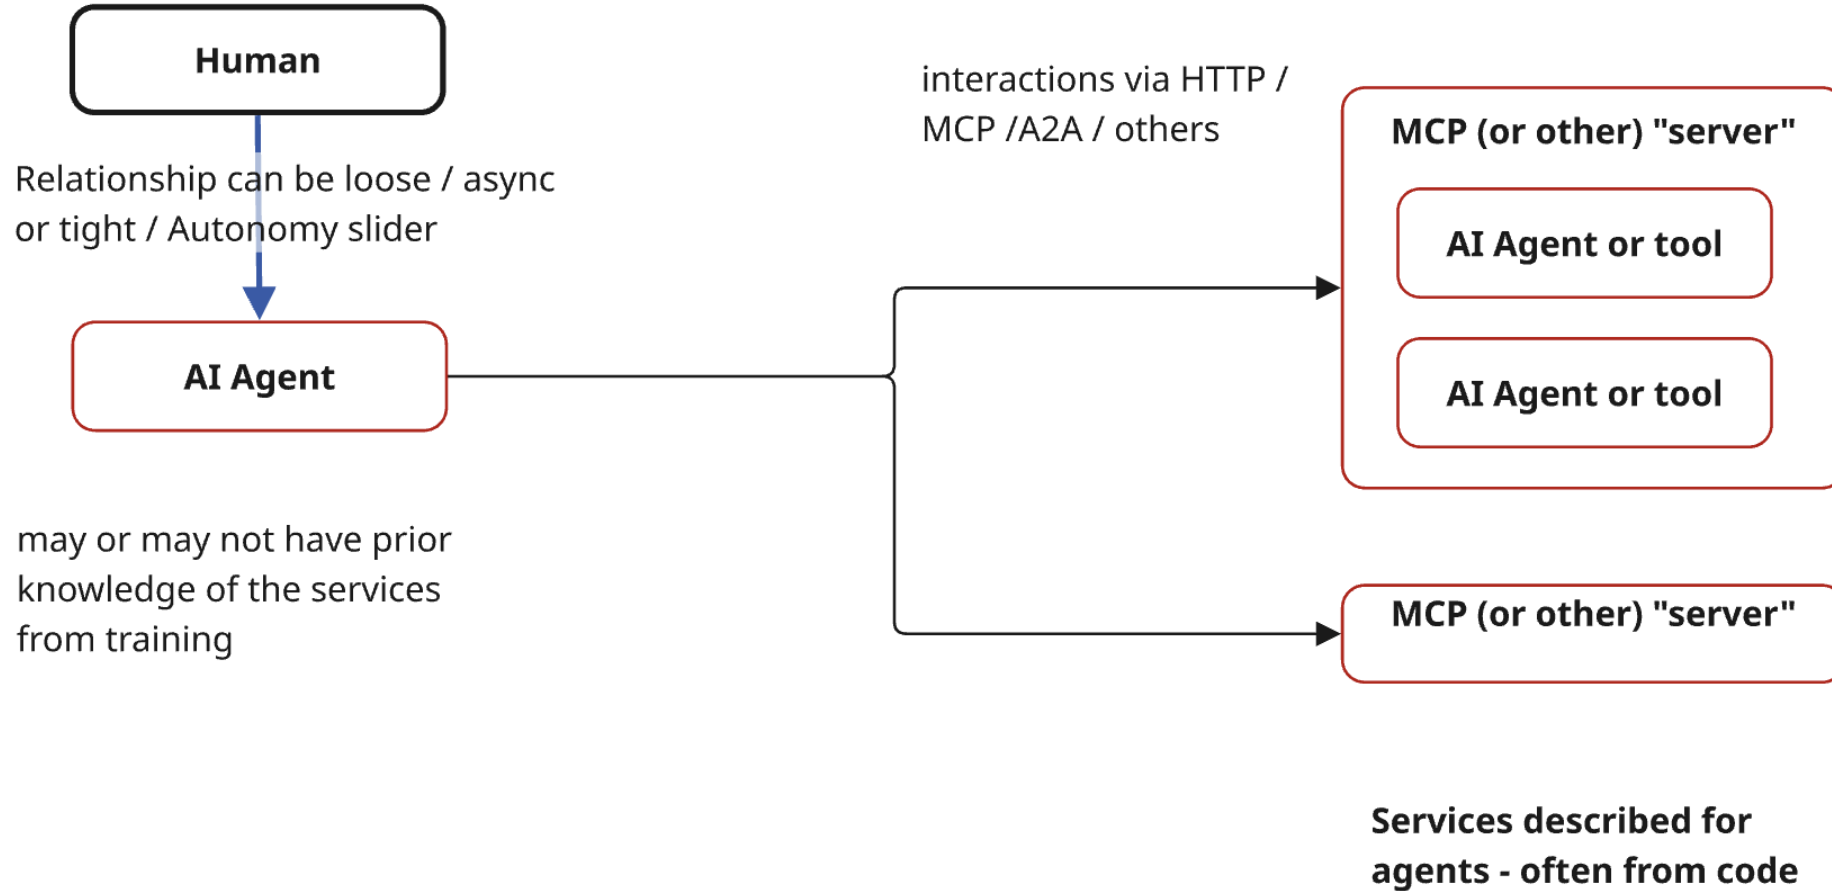 Human
Relationship can be loose / async
or tight / Autonomy slider
AI Agent
may or may not have prior
knowledge of the services
from training
interactions via HTTP /
MCP /A2A / others
MCP (or other) "server"
AI Agent or tool
AI Agent or tool
MCP (or other) "server"
Services described for
agents - often from code